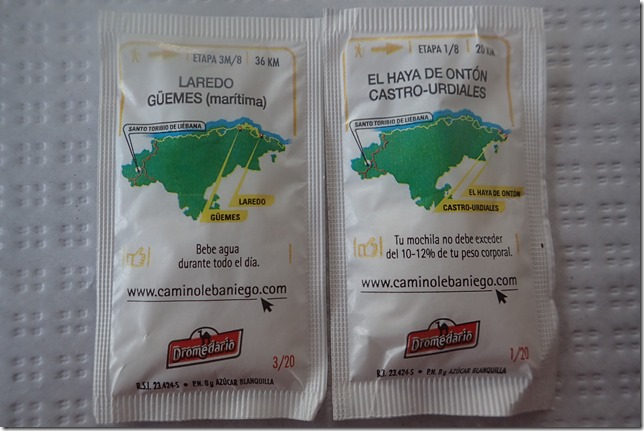 ETAPA 3M/8 | 36 KM
LAREDO
GÜEMES (marítima)
SANTO TORIBIO DE LIÉBANA
LAREDO
GÜEMES
Bebe agua
durante todo el día.
www.caminolebaniego.com
Dromedario
3/20
R.S.I. 23.424-S • P.N. 8g AZÚCAR BLANQUILLA
ETAPA 1/8 | 20 KM
EL HAYA DE ONTÓN
CASTRO-URDIALES
SANTO TORIBIO DE LIÉBANA
EL HAYA DE ONTÓN
CASTRO-URDIALES
Tu mochila no debe exceder
del 10-12% de tu peso corporal.
www.caminolebaniego.com
Dromedario
1/20
R.S.I. 23.424-S • P.N. 8g AZÚCAR BLANQUILLA